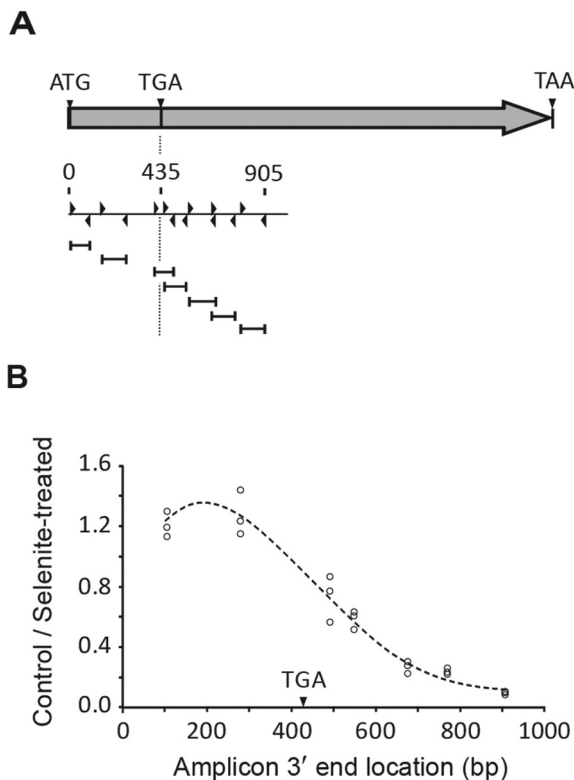 A
ATG TGA TAA
0 435 905
B
Control / Selenite-treated
1.6
1.2
0.8
0.4
0.0
TGA
0 200 400 600 800 1000
Amplicon 3′ end location (bp)